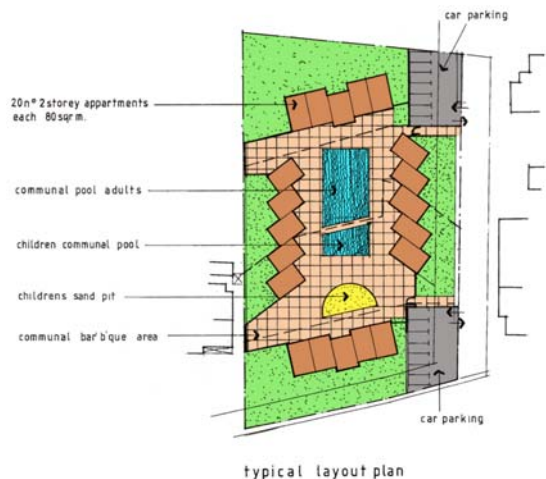 car parking
20nº 2storey appartments
each 80sqr m.
communal pool adults
children communal pool
childrens sand pit
communal bar'b'que area
car parking
typical layout plan